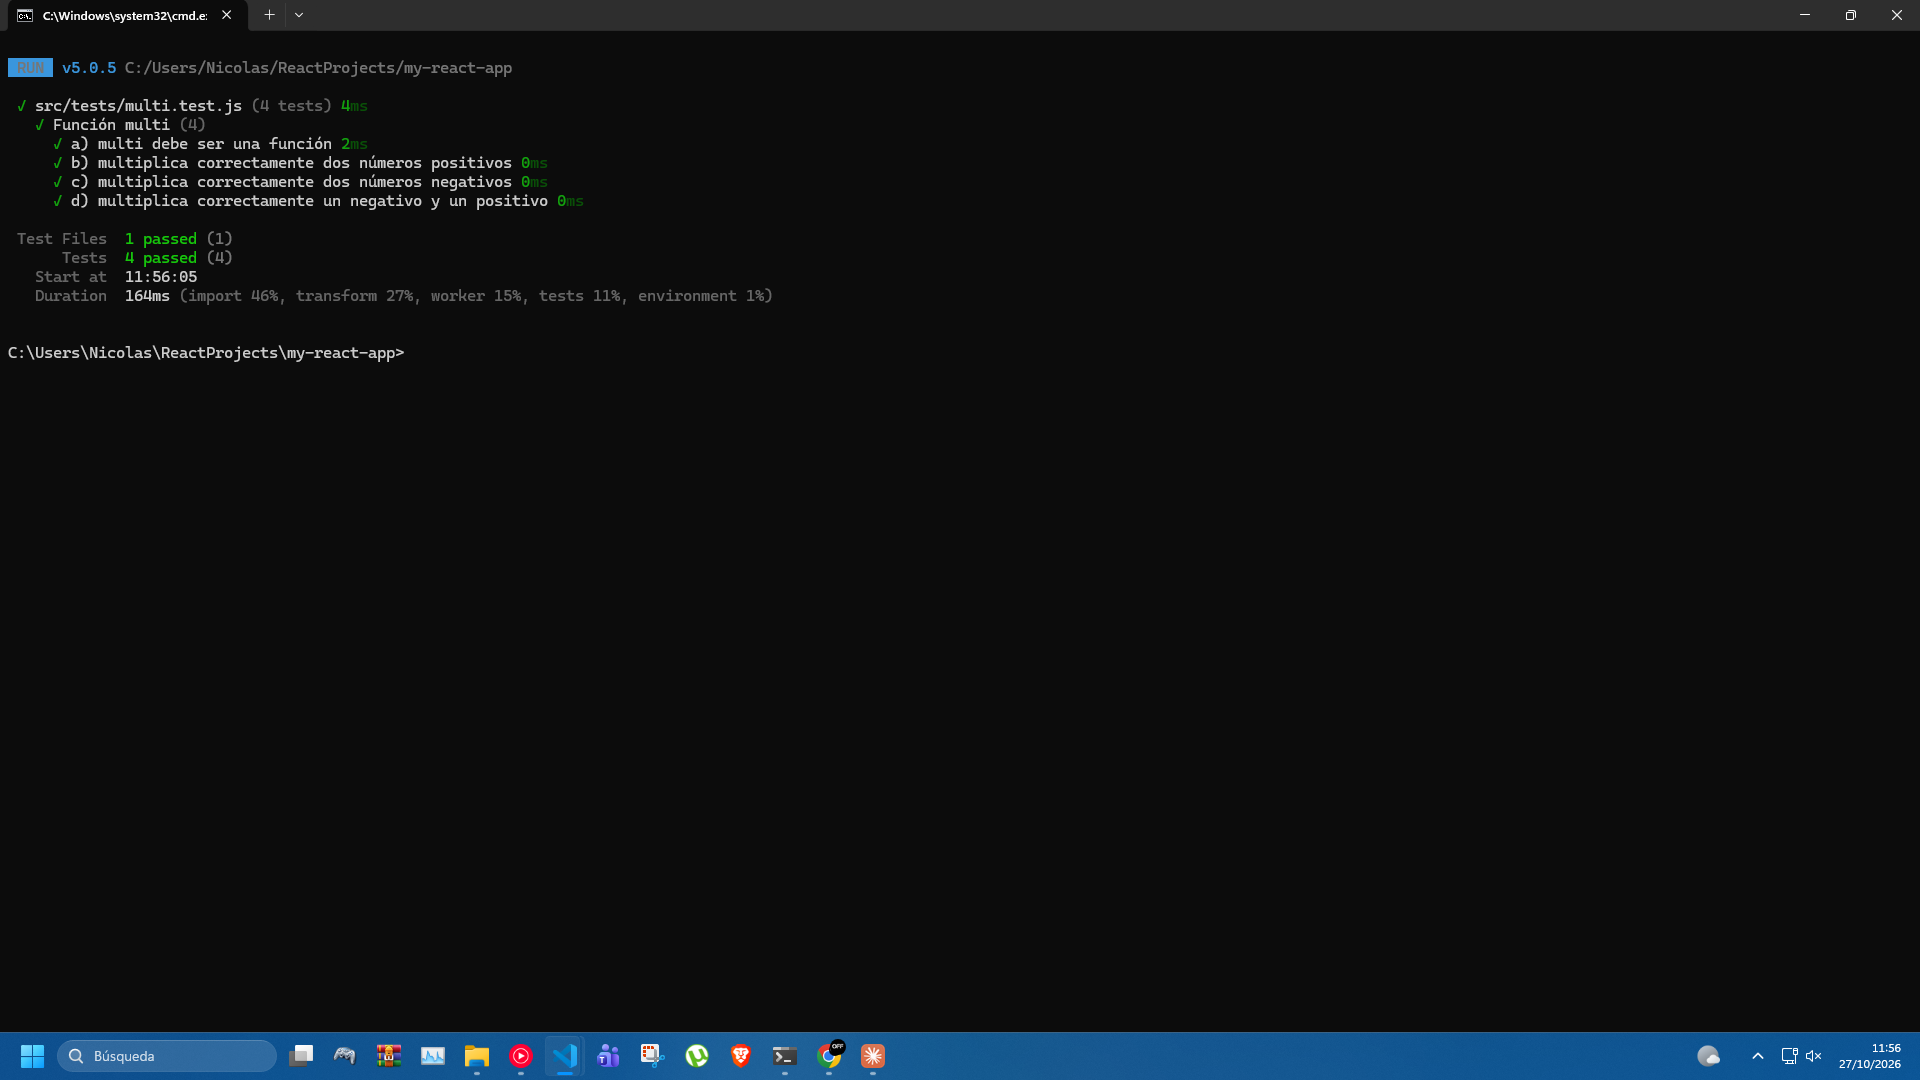 C:\Windows\system32\cmd.e:
RUN v5.0.5 C:/Users/Nicolas/ReactProjects/my-react-app
✓ src/tests/multi.test.js (4 tests) 4ms
✓ Función multi (4)
✓ a) multi debe ser una función 2ms
✓ b) multiplica correctamente dos números positivos 0ms
✓ c) multiplica correctamente dos números negativos 0ms
✓ d) multiplica correctamente un negativo y un positivo 0ms
Test Files 1 passed (1)
Tests 4 passed (4)
Start at 11:56:05
Duration 164ms (import 46%, transform 27%, worker 15%, tests 11%, environment 1%)
C:\Users\Nicolas\ReactProjects\my-react-app>
Búsqueda
OFF
11:56
27/10/2026